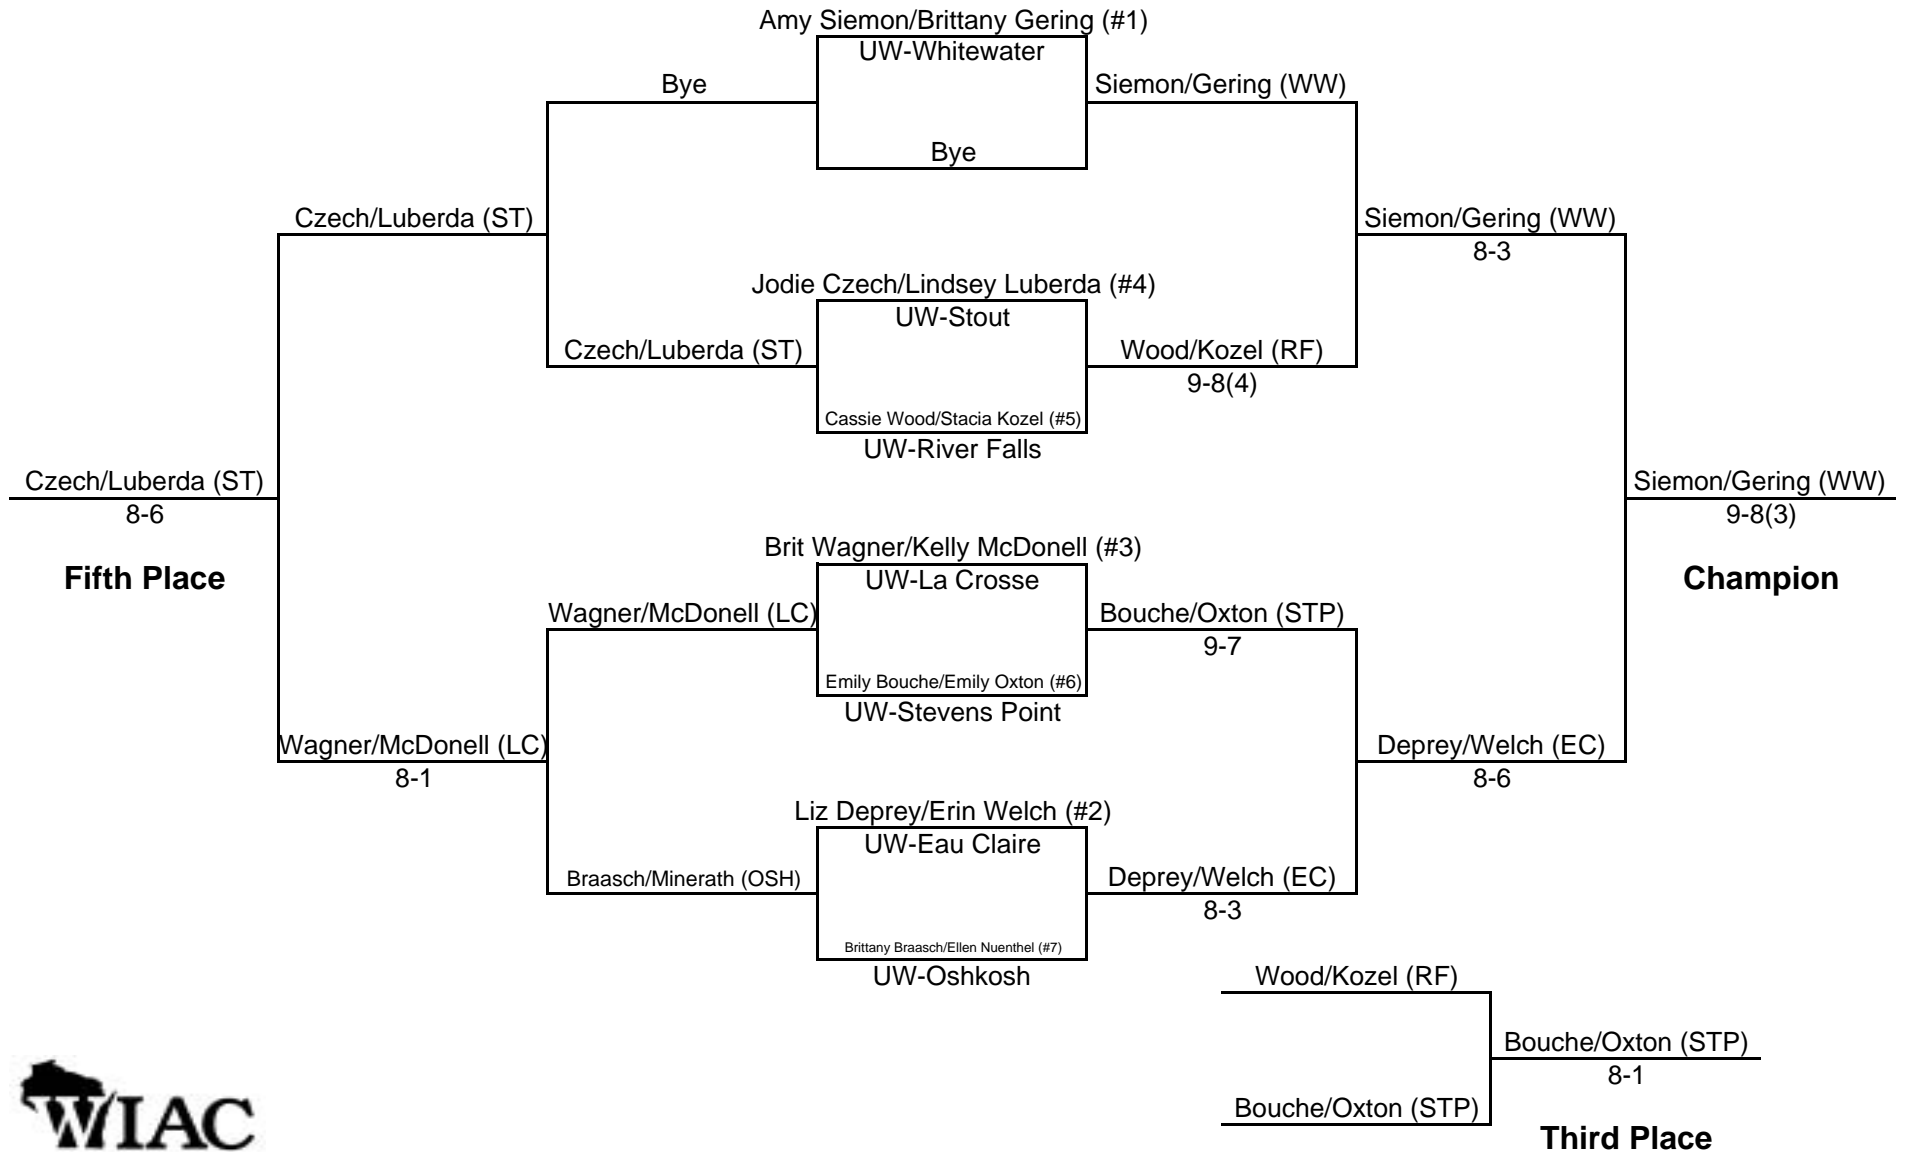 Amy Siemon/Brittany Gering (#1)
UW-Whitewater
Bye
Siemon/Gering (WW)
Bye
Czech/Luberda (ST)
Siemon/Gering (WW)
8-3
Jodie Czech/Lindsey Luberda (#4)
UW-Stout
Czech/Luberda (ST)
Wood/Kozel (RF)
9-8(4)
Cassie Wood/Stacia Kozel (#5)
UW-River Falls
Czech/Luberda (ST)
8-6
Fifth Place
Siemon/Gering (WW)
9-8(3)
Champion
Brit Wagner/Kelly McDonell (#3)
UW-La Crosse
Wagner/McDonell (LC)
Bouche/Oxton (STP)
9-7
Emily Bouche/Emily Oxton (#6)
UW-Stevens Point
Wagner/McDonell (LC)
8-1
Deprey/Welch (EC)
8-6
Liz Deprey/Erin Welch (#2)
UW-Eau Claire
Braasch/Minerath (OSH)
Deprey/Welch (EC)
8-3
Brittany Braasch/Ellen Nuenthel (#7)
UW-Oshkosh
Wood/Kozel (RF)
Bouche/Oxton (STP)
8-1
Bouche/Oxton (STP)
Third Place
WIAC